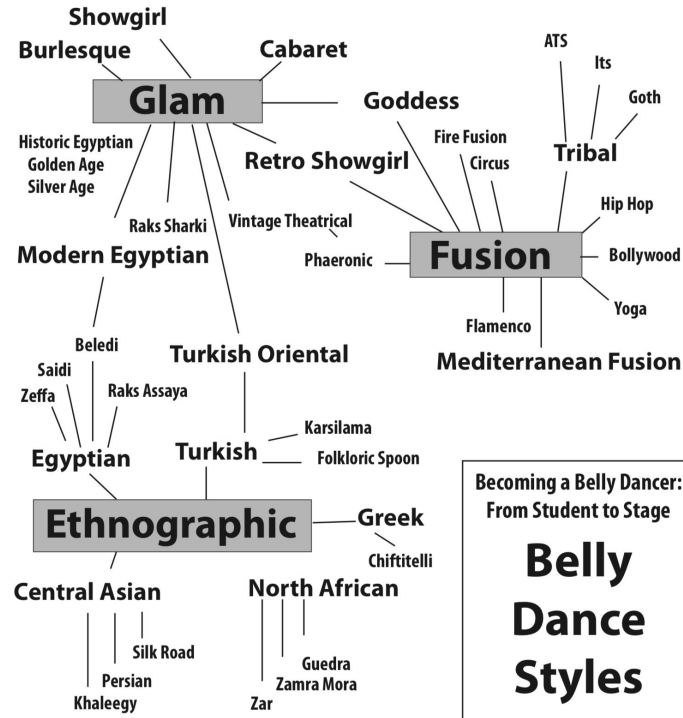 Showgirl
Burlesque
Cabaret
Glam
Goddess
ATS
Its
Goth
Tribal
Historic Egyptian
Golden Age
Silver Age
Retro Showgirl
Fire Fusion
Circus
Hip Hop
Raks Sharki
Vintage Theatrical
Modern Egyptian
Phaeronic
Fusion
Bollywood
Yoga
Flamenco
Mediterranean Fusion
Beledi
Saidi
Zeffa
Raks Assaya
Turkish Oriental
Egyptian
Turkish
Karsilama
Folkloric Spoon
Ethnographic
Greek
Chiftitelli
Central Asian
North African
Silk Road
Persian
Khaleegy
Guedra
Zamra Mora
Zar
Becoming a Belly Dancer:
From Student to Stage
Belly
Dance
Styles